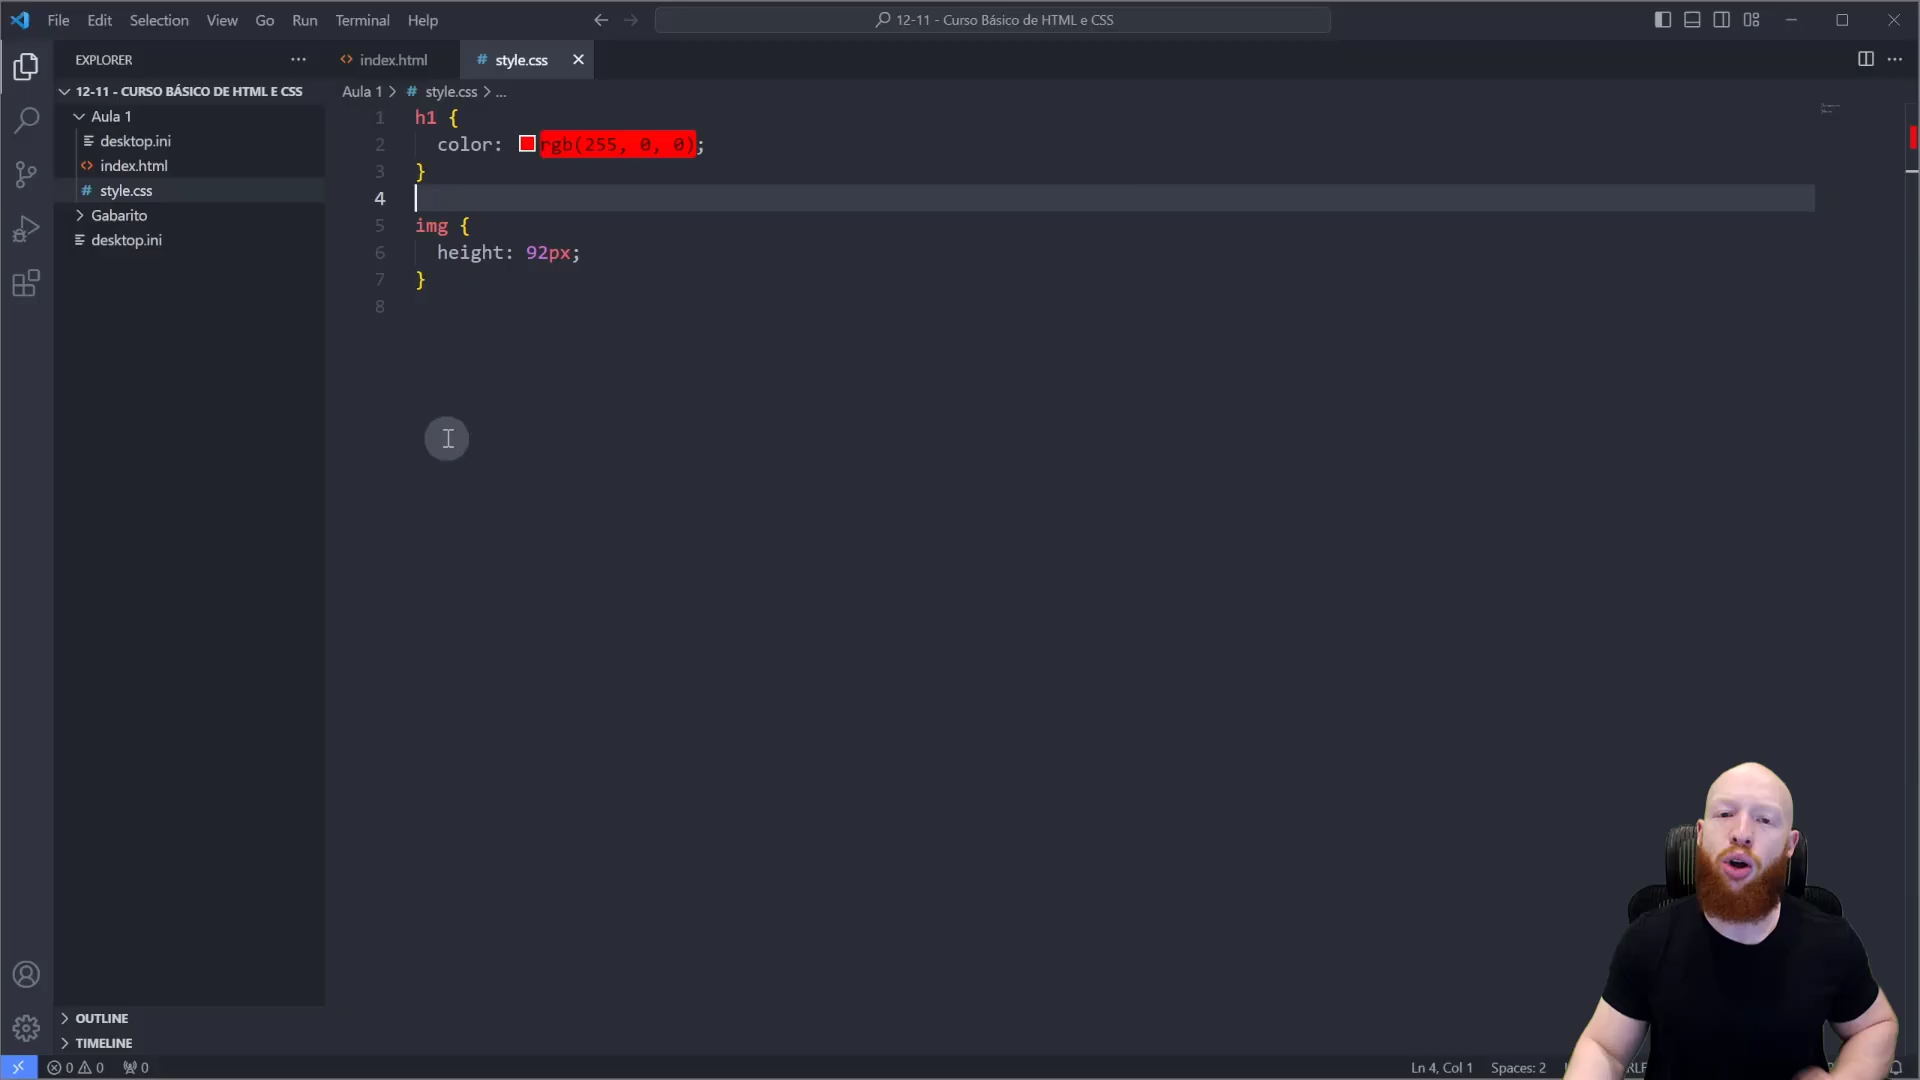 File Edit Selection View Go Run Terminal Help
12-11 - Curso Básico de HTML e CSS
EXPLORER
index.html
# style.css
12-11 - CURSO BÁSICO DE HTML E CSS
Aula 1
desktop.ini
index.html
# style.css
Gabarito
desktop.ini
Aula 1 > # style.css > ...
1 h1 {
2 color: rgb(255, 0, 0);
3 }
4
5 img {
6 height: 92px;
7 }
8
OUTLINE
TIMELINE
0 0 0
Ln 4, Col 1 Spaces: 2